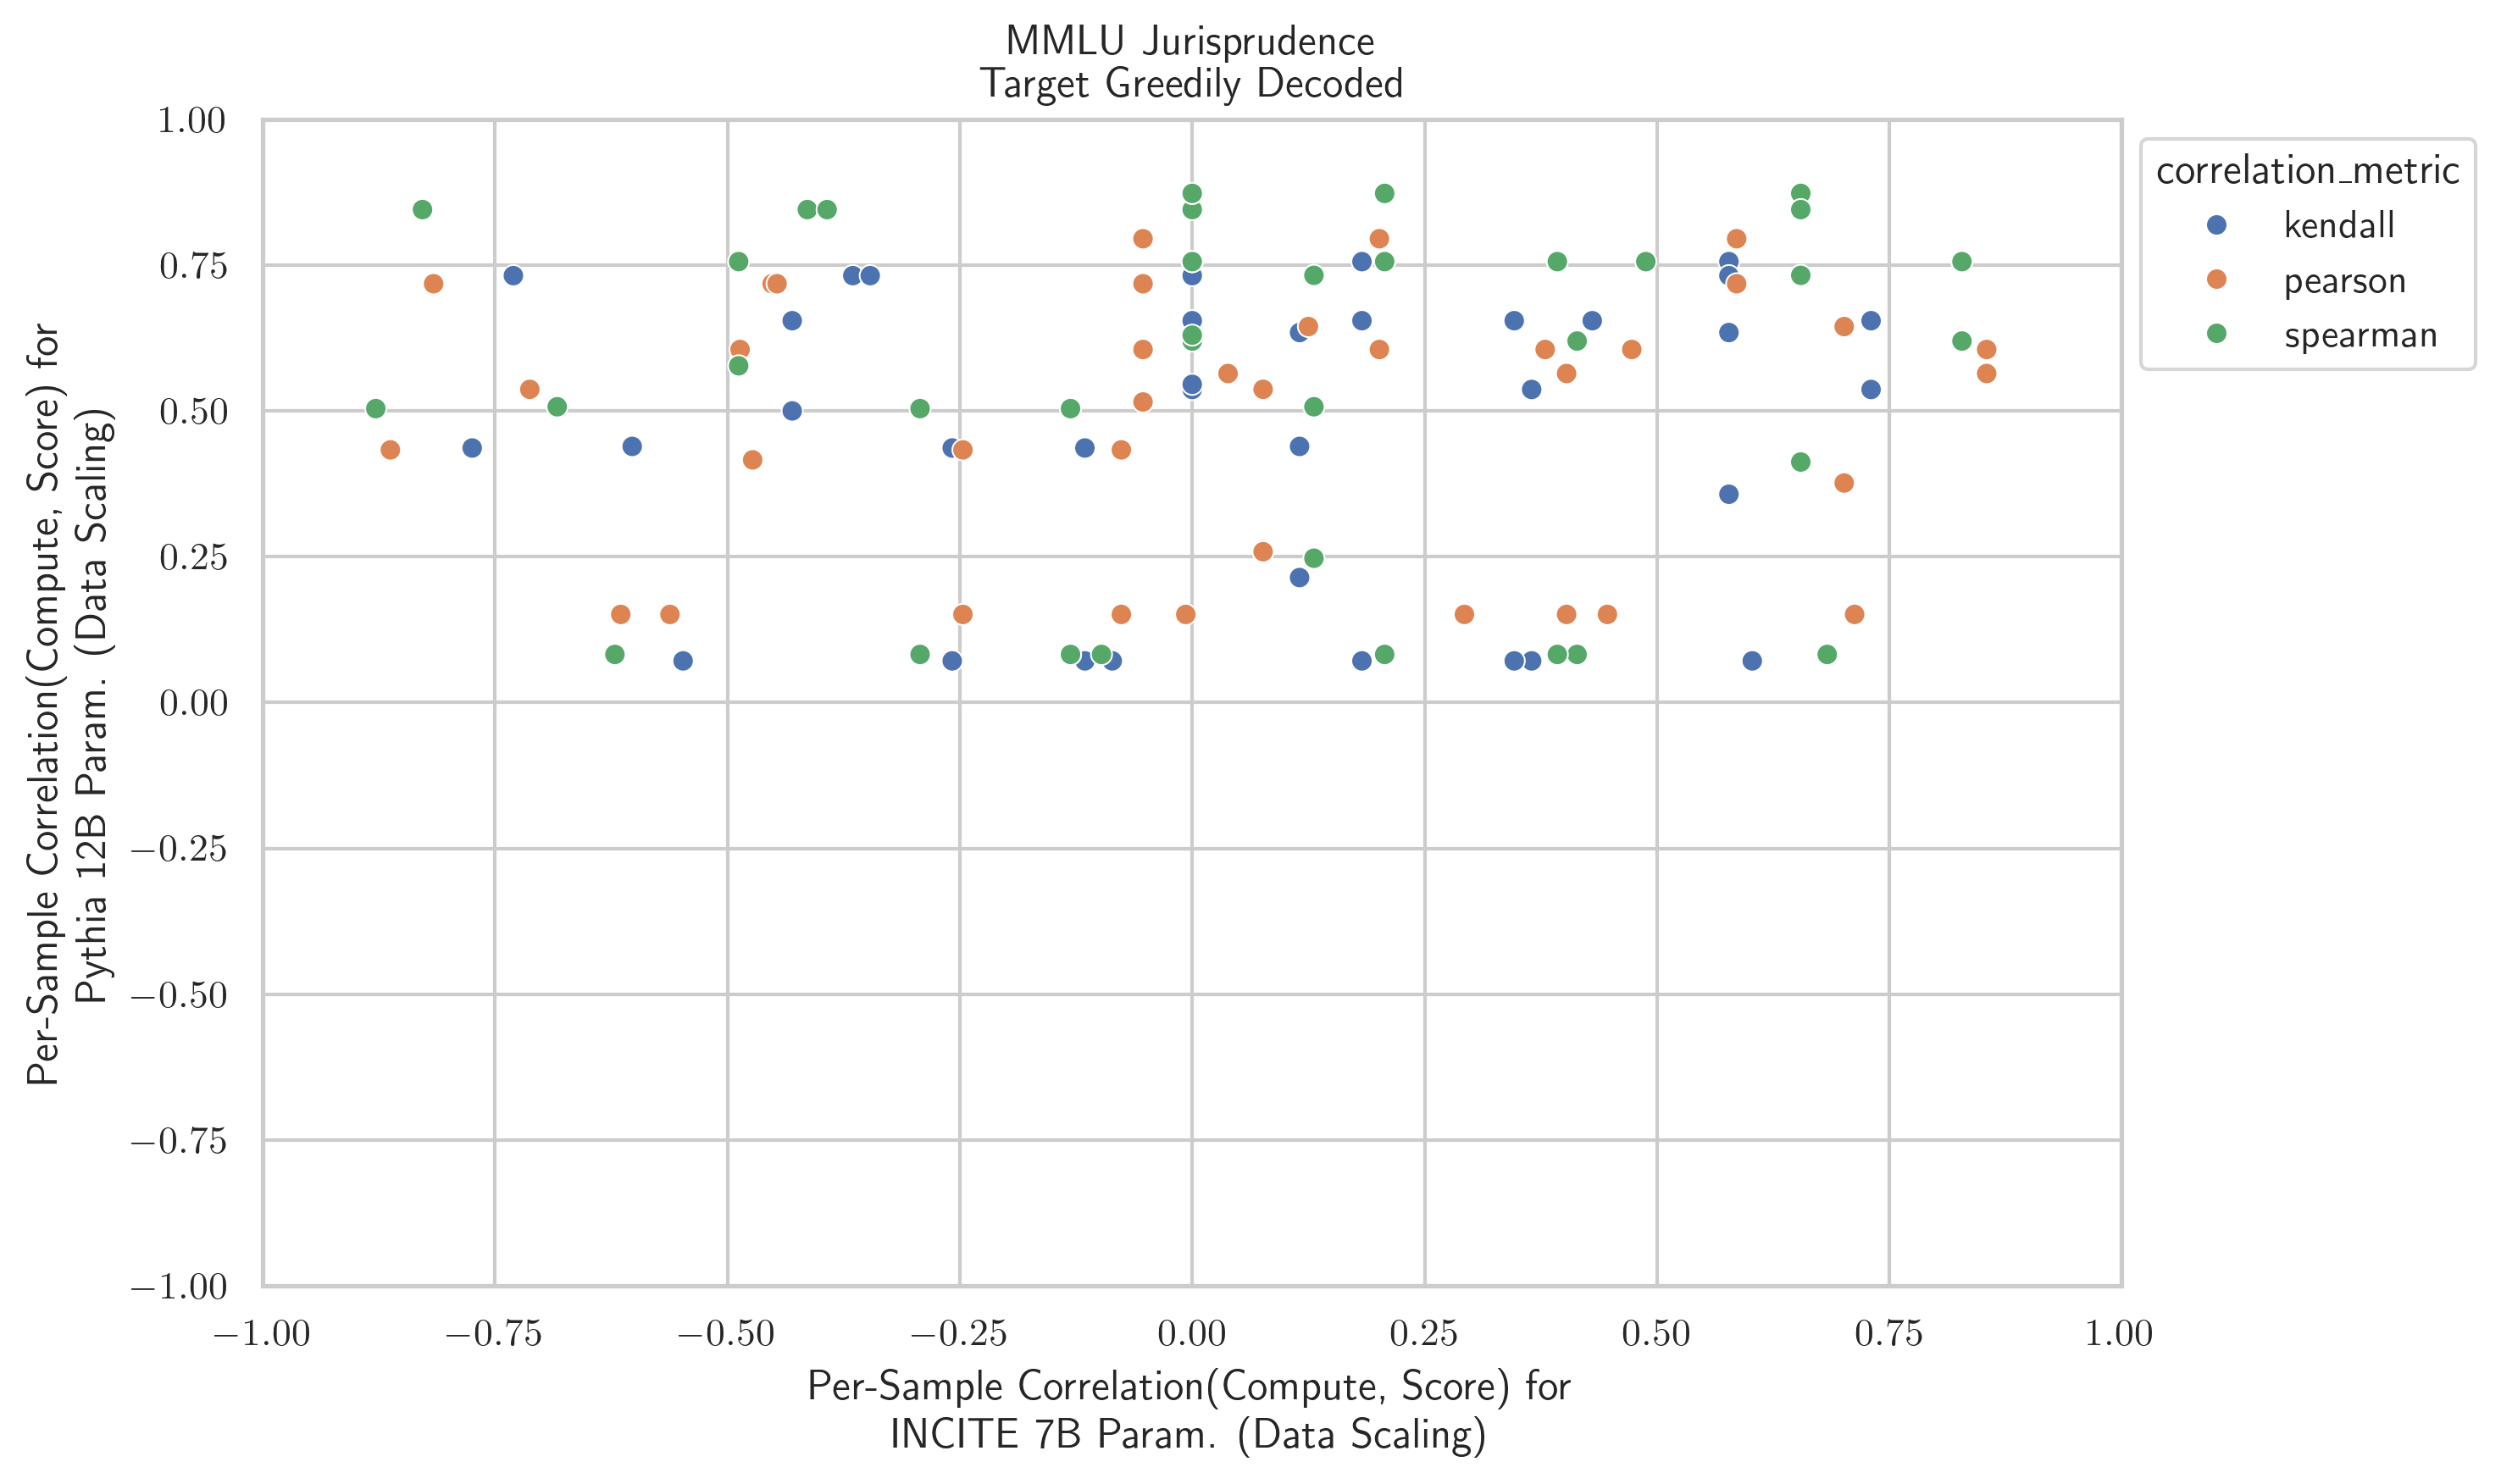 MMLU Jurisprudence
Target Greedily Decoded
Per-Sample Correlation(Compute, Score) for
Pythia 12B Param. (Data Scaling)
1.00
0.75
0.50
0.25
0.00
−0.25
−0.50
−0.75
−1.00
−1.00 −0.75 −0.50 −0.25 0.00 0.25 0.50 0.75 1.00
Per-Sample Correlation(Compute, Score) for
INCITE 7B Param. (Data Scaling)
correlation_metric
kendall
pearson
spearman